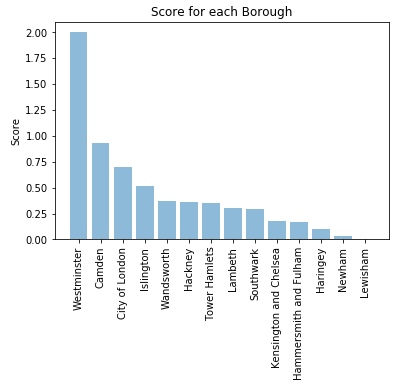 Score for each Borough
Score
2.00
1.75
1.50
1.25
1.00
0.75
0.50
0.25
0.00
Westminster
Camden
City of London
Islington
Wandsworth
Hackney
Tower Hamlets
Lambeth
Southwark
Kensington and Chelsea
Hammersmith and Fulham
Haringey
Newham
Lewisham